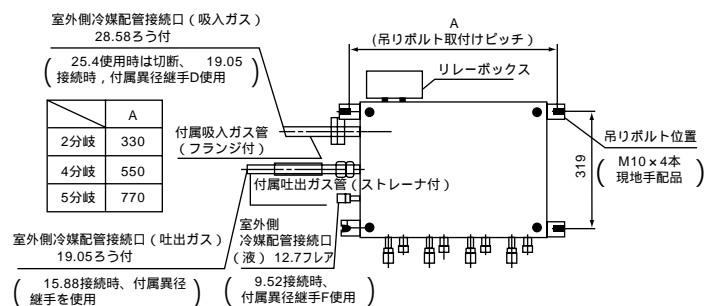 室外側冷媒配管接続口（吸入ガス）
28.58ろう付
25.4使用時は切断、 19.05
接続時，付属異径継手D使用
A
(吊りボルト取付けピッチ)
リレーボックス
A
2分岐 330
4分岐 550
5分岐 770
付属吸入ガス管
(フランジ付)
吊りボルト位置
M10×4本
現地手配品
319
付属吐出ガス管(ストレーナ付)
室外側冷媒配管接続口（吐出ガス）
19.05ろう付
15.88接続時、付属異径
継手を使用
室外側
冷媒配管接続口
(液) 12.7フレア
9.52接続時、
付属異径継手F使用